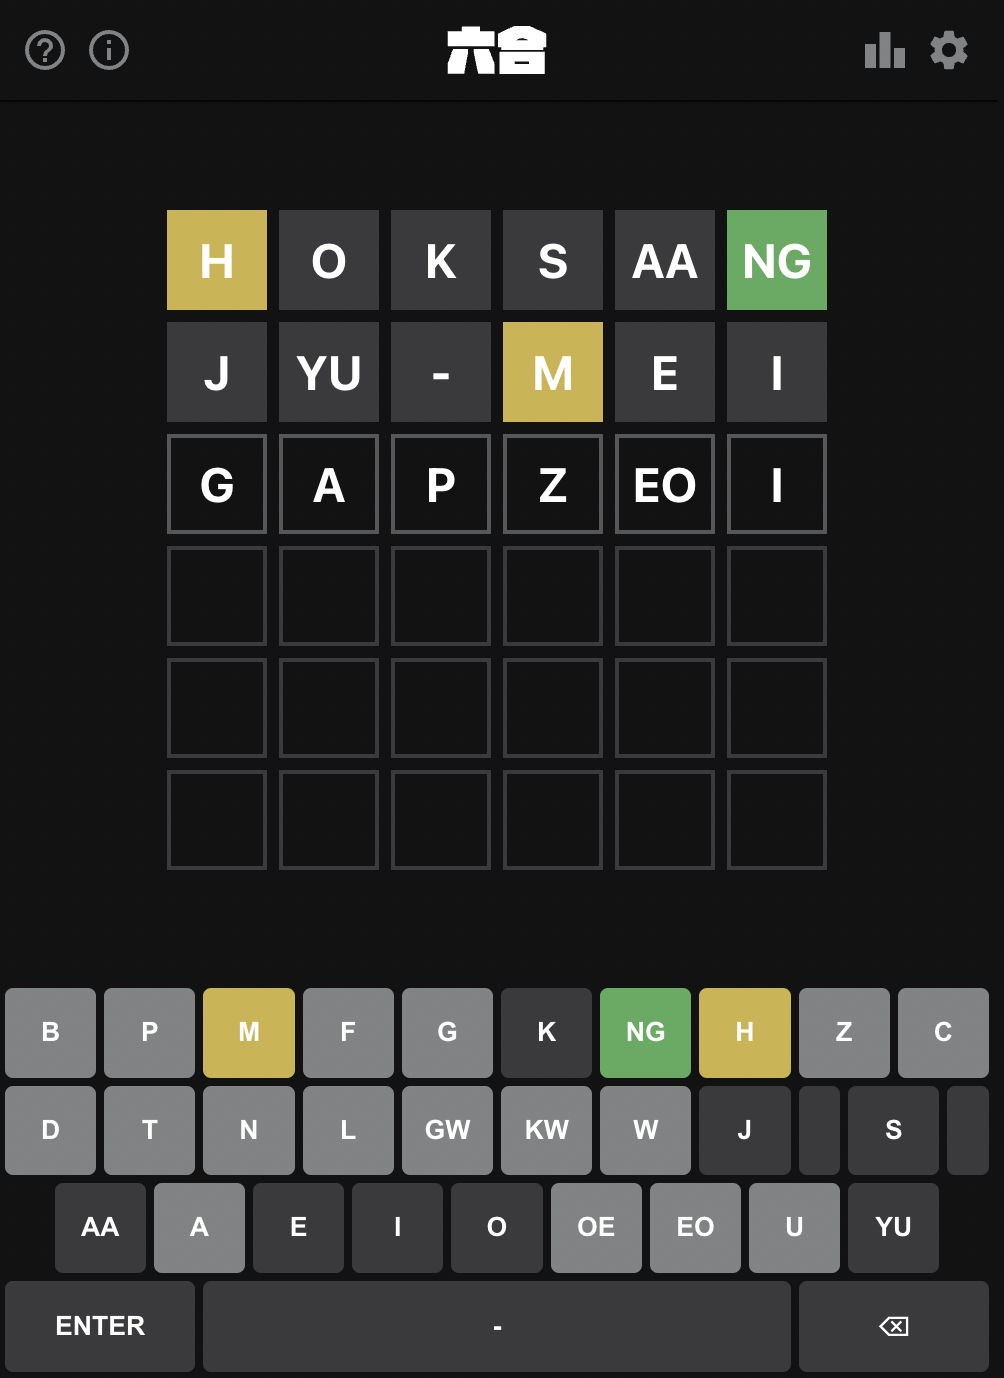 六合
H O K S AA NG
J YU - M E I
G A P Z EO I
B P M F G K NG H Z C
D T N L GW KW W J S
AA A E I O OE EO U YU
ENTER -